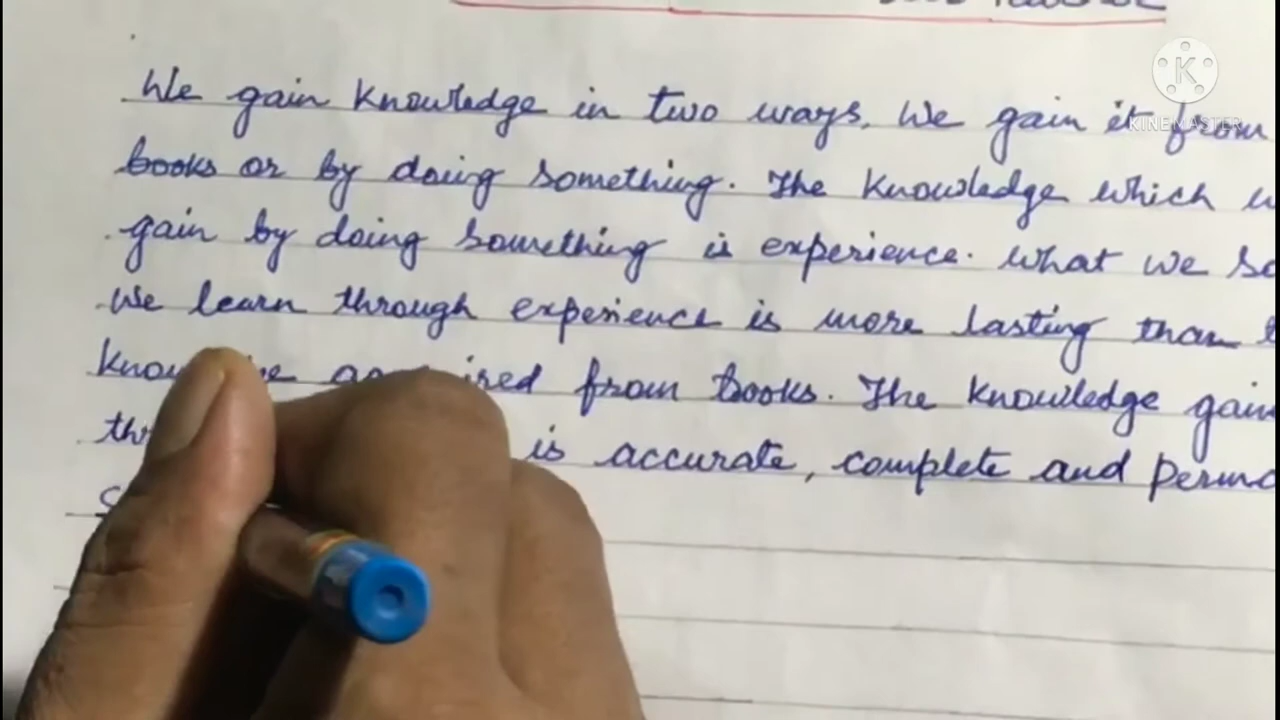 We gain knowledge in two ways. We gain it from
books or by doing something. The knowledge which
gain by doing something is experience. What we
We learn through experience is more lasting than
from books. The knowledge
is accurate, complete and
KINEMASTER